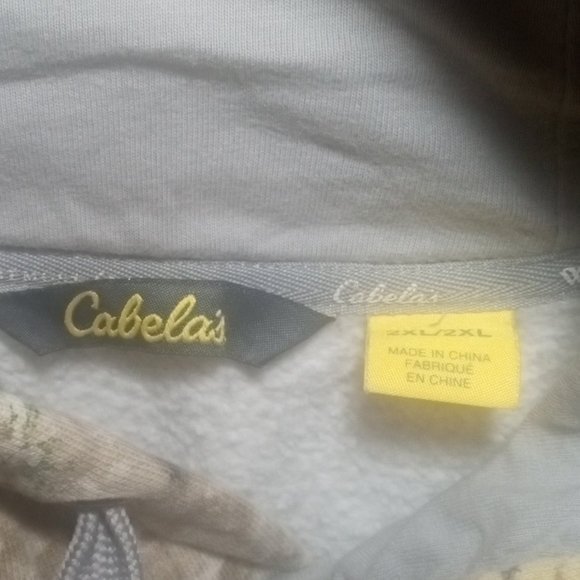 Cabela's
Cabela's
2XL/2XL
MADE IN CHINA
FABRIQUÉ
EN CHINE